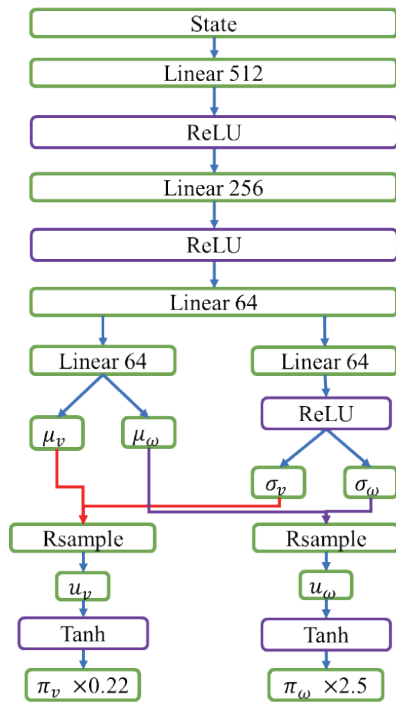 State
Linear 512
ReLU
Linear 256
ReLU
Linear 64
Linear 64 Linear 64
ReLU
μ_v μ_ω
σ_v σ_ω
Rsample Rsample
u_v u_ω
Tanh Tanh
π_v ×0.22 π_ω ×2.5